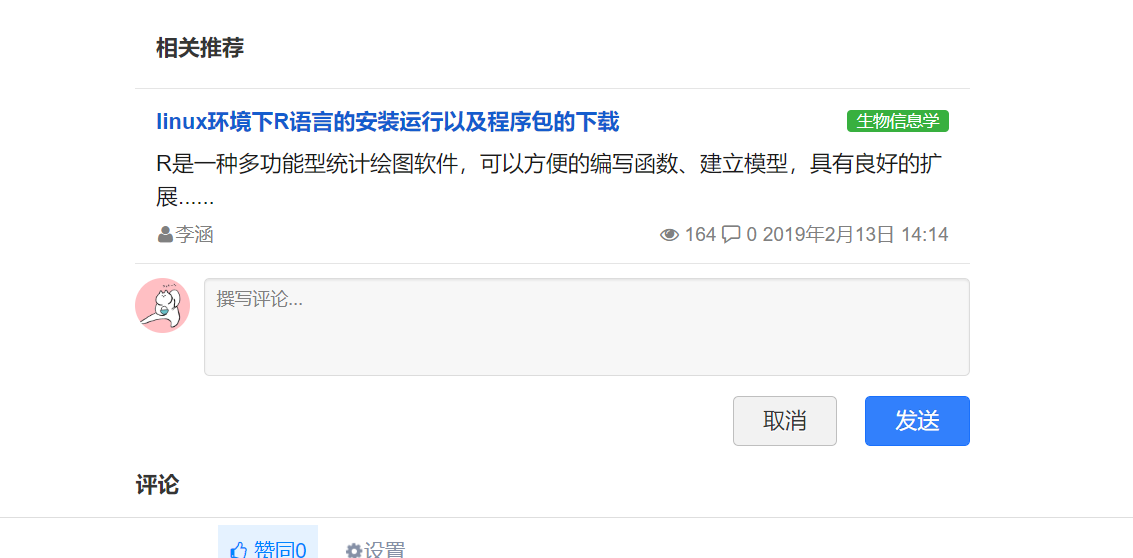 相关推荐
linux环境下R语言的安装运行以及程序包的下载 生物信息学
R是一种多功能型统计绘图软件，可以方便的编写函数、建立模型，具有良好的扩
展......
李涵 164 0 2019年2月13日 14:14
撰写评论...
取消 发送
评论
赞同0 设置